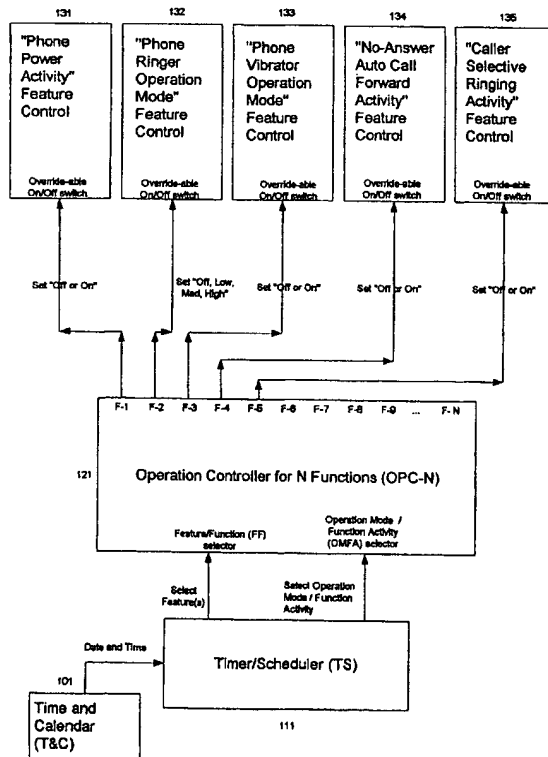 131
132
133
134
135
"Phone
Power
Activity"
Feature
Control
Override-able
On/Off switch
"Phone
Ringer
Operation
Mode"
Feature
Control
Override-able
On/Off switch
"Phone
Vibrator
Operation
Mode"
Feature
Control
Override-able
On/Off switch
"No-Answer
Auto Call
Forward
Activity"
Feature
Control
Override-able
On/Off switch
"Caller
Selective
Ringing
Activity"
Feature
Control
Override-able
On/Off switch
Set "Off or On"
Set "Off, Low,
Med, High"
Set "Off or On"
Set "Off or On"
Set "Off or On"
F-1 F-2 F-3 F-4 F-5 F-6 F-7 F-8 F-9 ... F- N
121
Operation Controller for N Functions (OPC-N)
Feature/Function (FF)
selector
Operation Mode /
Function Activity
(OMFA) selector
Select
Feature(s)
Select Operation
Mode / Function
Activity
Date and Time
Timer/Scheduler (TS)
101
Time and
Calendar
(T&C)
111